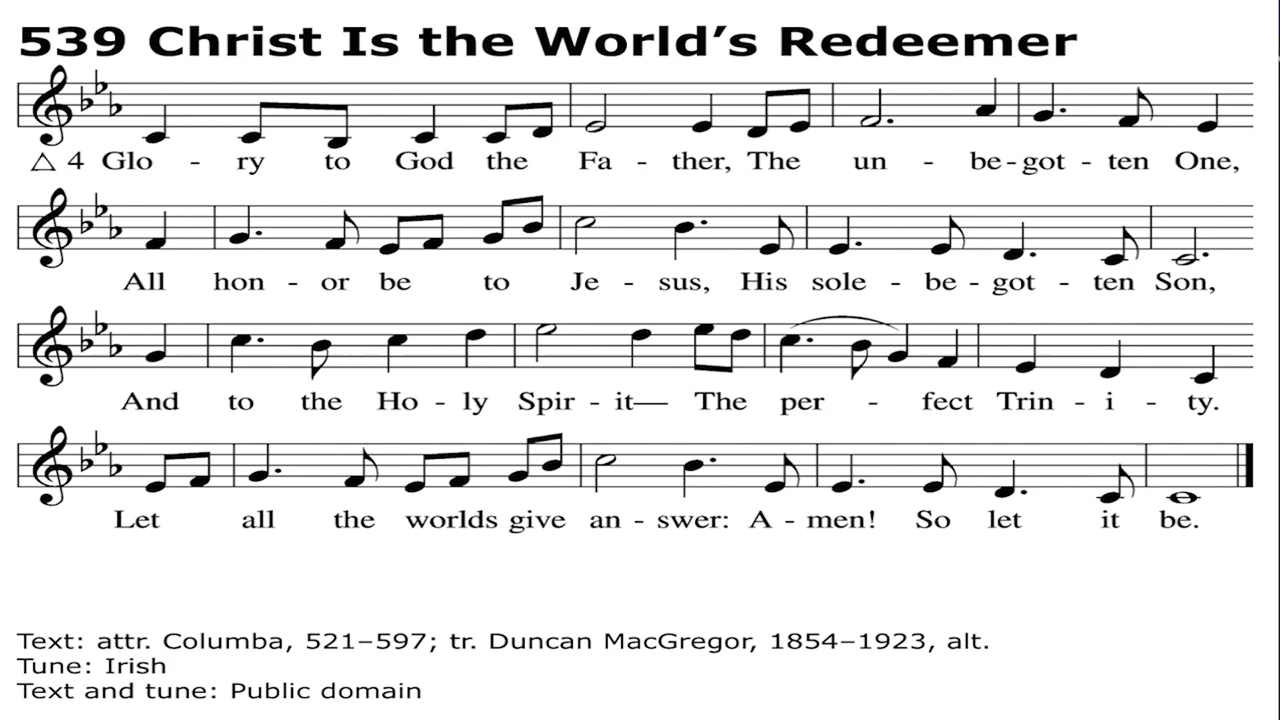 539 Christ Is the World’s Redeemer
△ 4 Glo - ry to God the Fa - ther, The un - be - got - ten One,
All hon - or be to Je - sus, His sole - be - got - ten Son,
And to the Ho - ly Spir - it— The per - fect Trin - i - ty.
Let all the worlds give an - swer: A - men! So let it be.
Text: attr. Columba, 521–597; tr. Duncan MacGregor, 1854–1923, alt.
Tune: Irish
Text and tune: Public domain